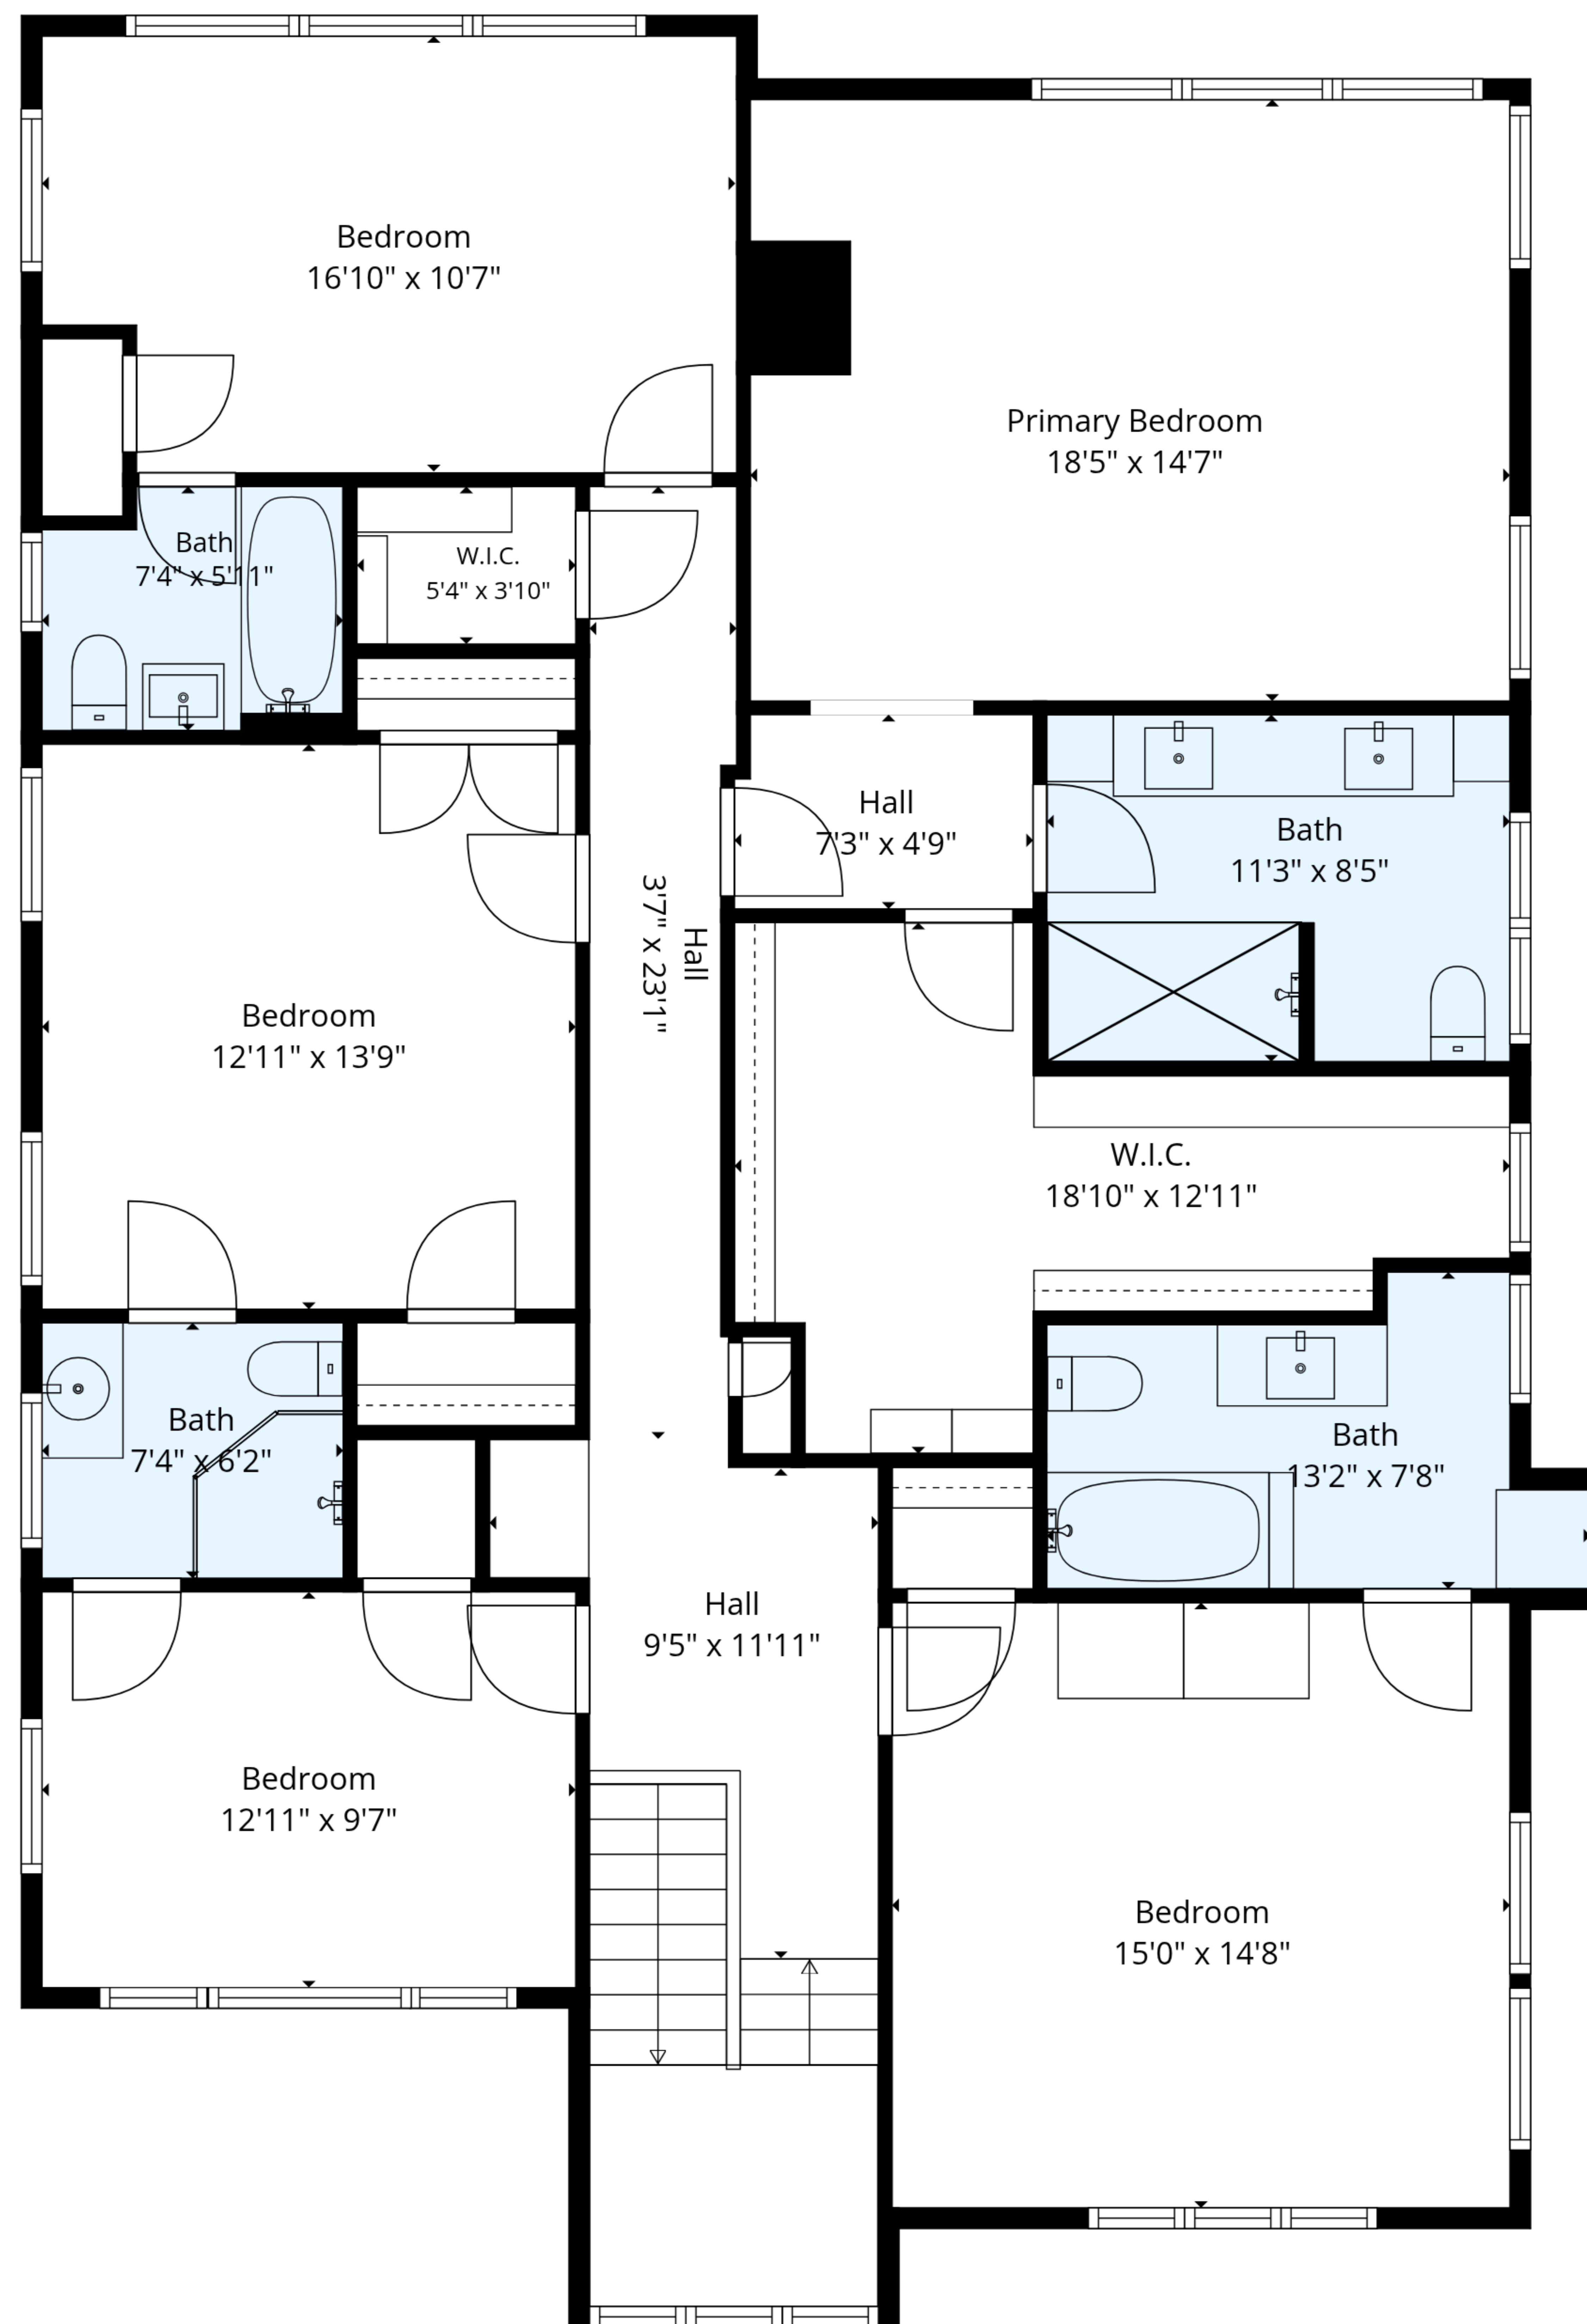 Bedroom
16'10" x 10'7"
Primary Bedroom
18'5" x 14'7"
Bath
7'4" x 5'11"
W.I.C.
5'4" x 3'10"
Hall
7'3" x 4'9"
Bath
11'3" x 8'5"
Hall
3'7" x 23'1"
Bedroom
12'11" x 13'9"
W.I.C.
18'10" x 12'11"
Bath
7'4" x 6'2"
Bath
13'2" x 7'8"
Hall
9'5" x 11'11"
Bedroom
12'11" x 9'7"
Bedroom
15'0" x 14'8"